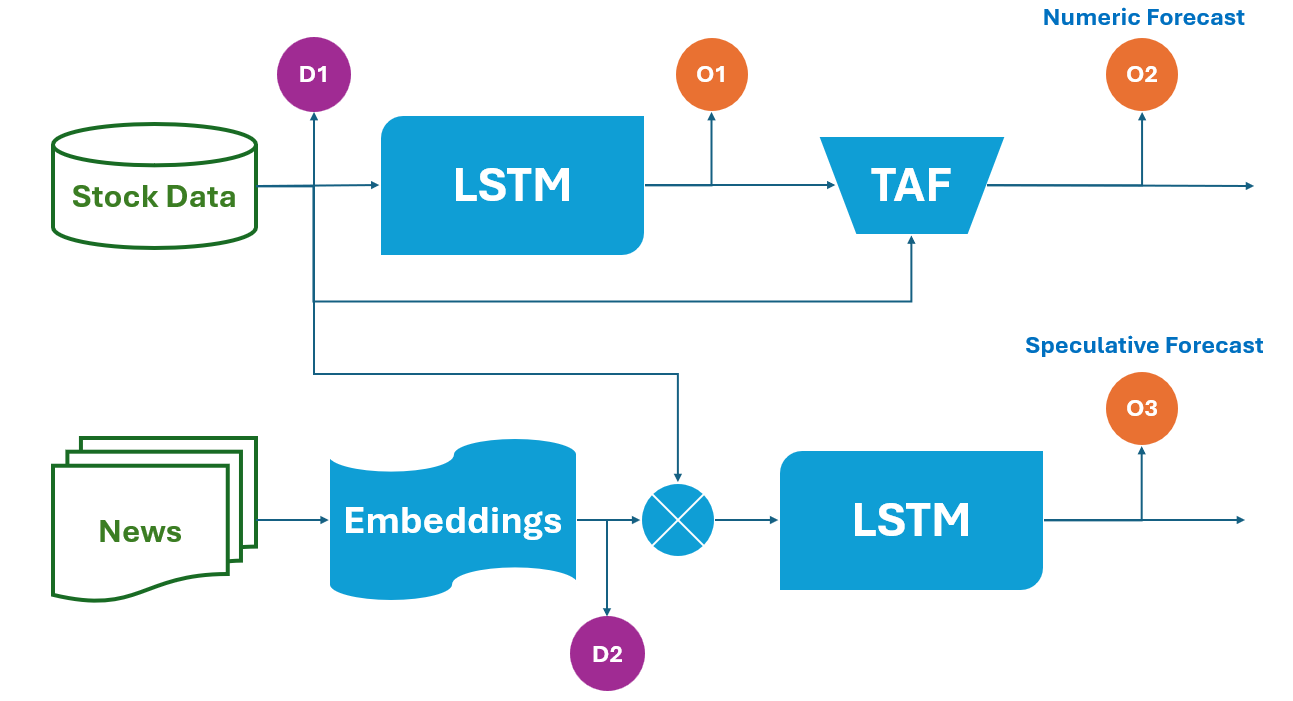 Numeric Forecast
D1
O1
O2
Stock Data
LSTM
TAF
Speculative Forecast
O3
News
Embeddings
LSTM
D2